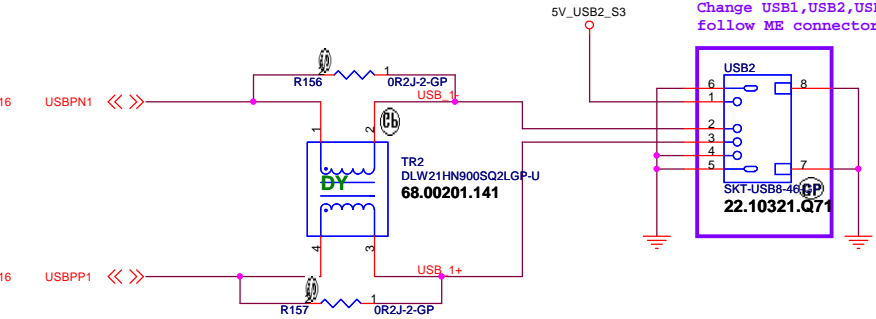 5V_USB2_S3
Change USB1,USB2,USB
follow ME connector
USB2
R156
1
0R2J-2-GP
16
USBPN1
USB_1-
6
8
1
1
2
2
3
4
TR2
DLW21HN900SQ2LGP-U
68.00201.141
DY
5
7
SKT-USB8-46-GP
22.10321.Q71
4
3
16
USBPP1
USB_1+
R157
1
0R2J-2-GP